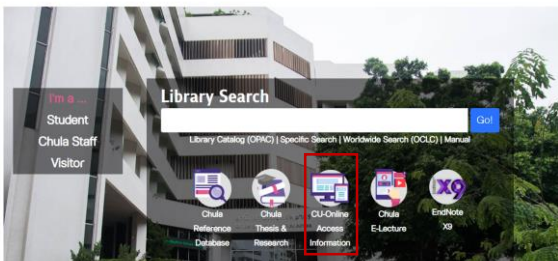 I'm a ...
Student
Chula Staff
Visitor
Library Search
Go!
Library Catalog (OPAC) | Specific Search | Worldwide Search (OCLC) | Manual
Chula Reference Database
Chula Thesis & Research
CU-Online Access Information
Chula E-Lecture
X9
EndNote X9